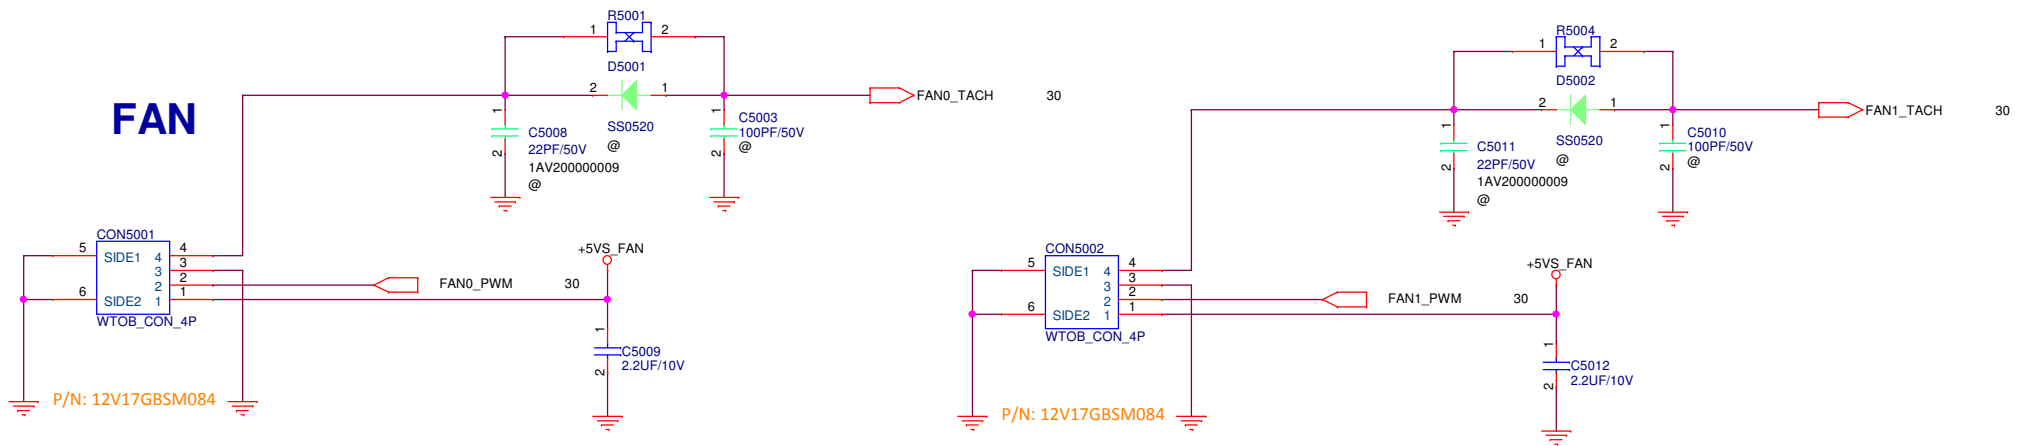 FAN
R5001
1
2
D5001
2
1
SS0520
@
FAN0_TACH
30
1
C5008
22PF/50V
2
1AV200000009
@
1
C5003
100PF/50V
@
2
CON5001
5
SIDE1
4
4
3
3
2
2
6
SIDE2
1
1
WTOB_CON_4P
FAN0_PWM
30
+5VS_FAN
1
C5009
2.2UF/10V
2
P/N: 12V17GBSM084
R5004
1
2
D5002
2
1
SS0520
@
FAN1_TACH
30
1
C5011
22PF/50V
2
1AV200000009
@
1
C5010
100PF/50V
@
2
CON5002
5
SIDE1
4
4
3
3
2
2
6
SIDE2
1
1
WTOB_CON_4P
FAN1_PWM
30
+5VS_FAN
1
C5012
2.2UF/10V
2
P/N: 12V17GBSM084